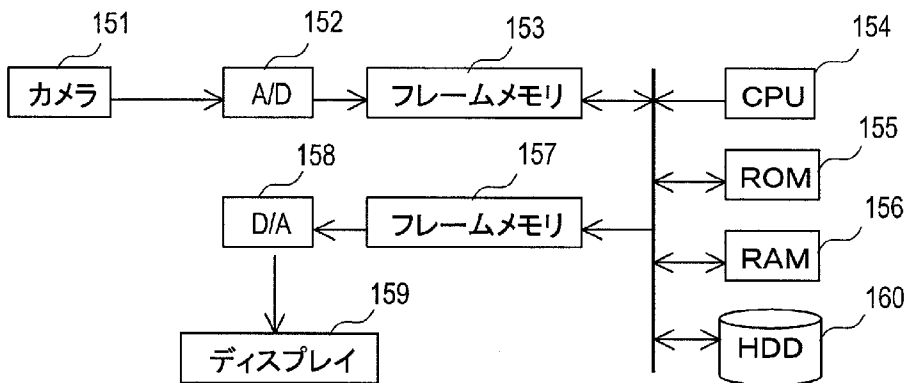 151
152
153
154
カメラ
A/D
フレームメモリ
CPU
155
ROM
158
157
D/A
フレームメモリ
156
RAM
159
ディスプレイ
160
HDD